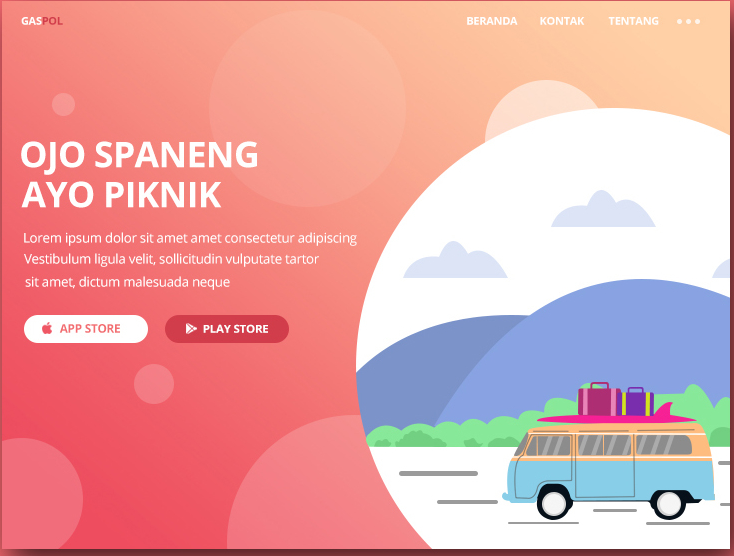 GASPOL
BERANDA KONTAK TENTANG
OJO SPANENG
AYO PIKNIK
Lorem ipsum dolor sit amet amet consectetur adipiscing
Vestibulum ligula velit, sollicitudin vulputate tartor
sit amet, dictum malesuada neque
APP STORE
PLAY STORE